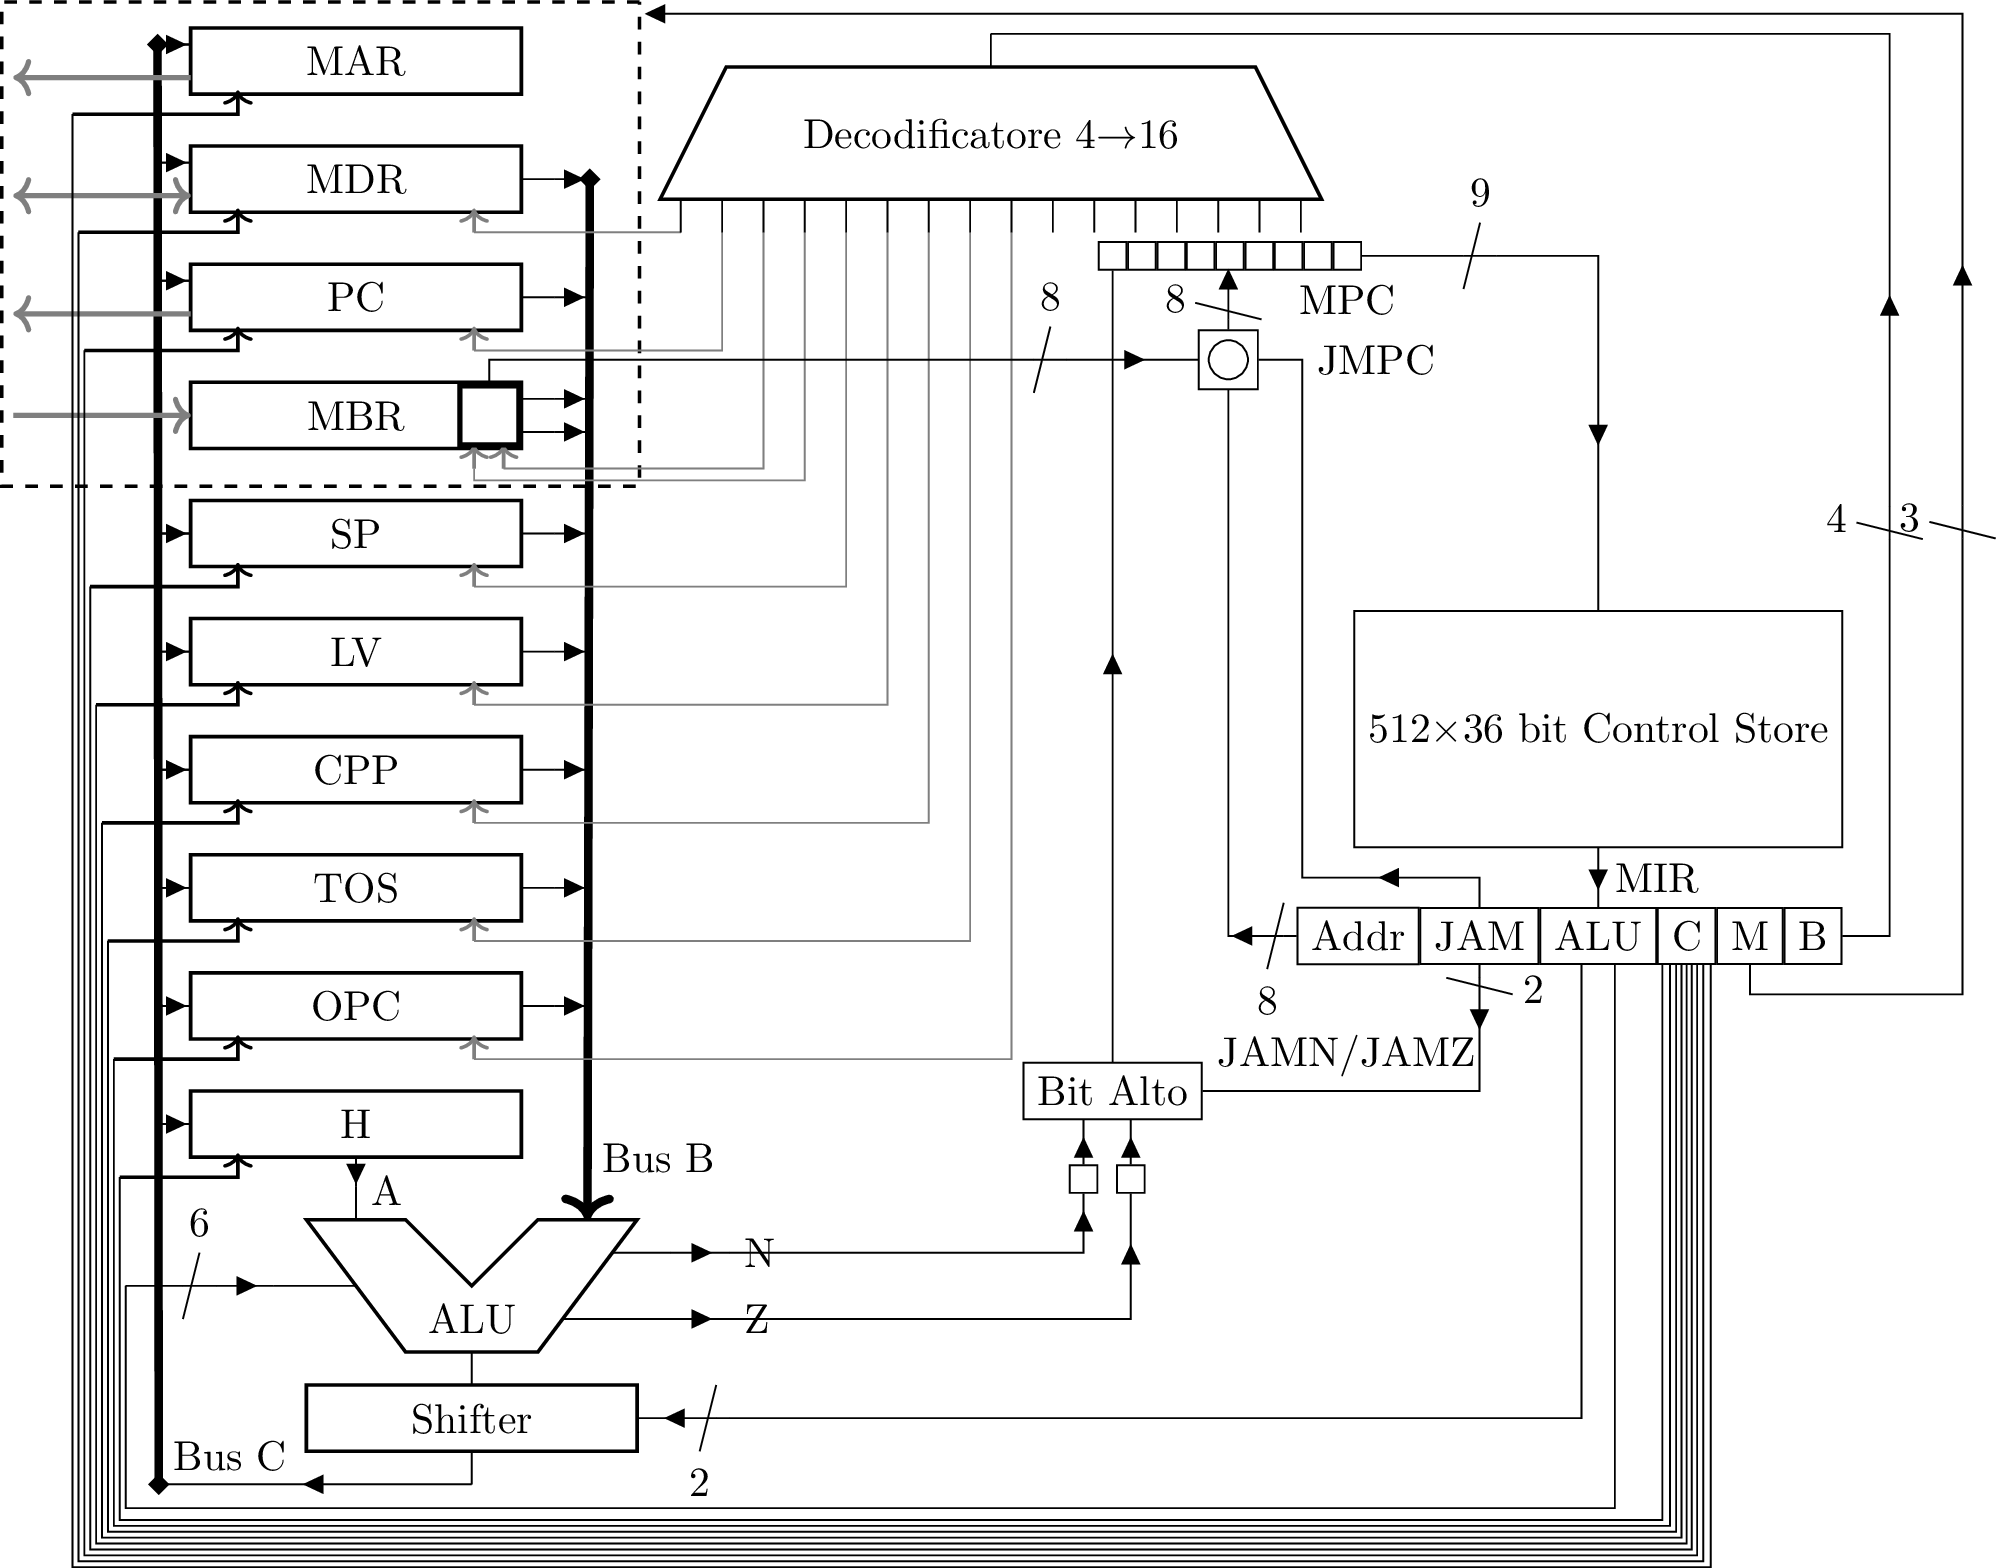 MAR
Decodificatore 4→16
MDR
9
PC
8
8
MPC
JMPC
MBR
SP
4
3
LV
512×36 bit Control Store
CPP
TOS
MIR
Addr JAM ALU C M B
OPC
8
2
JAMN/JAMZ
Bit Alto
H
Bus B
A
6
N
ALU
Z
Shifter
Bus C
2